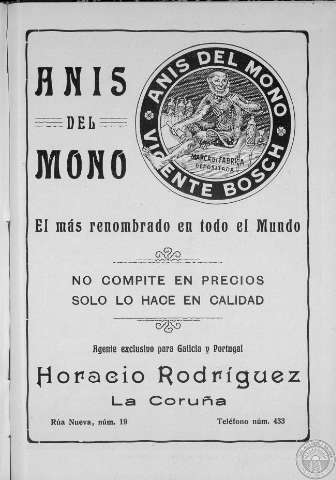 ANIS
DEL
MONO
ANIS DEL MONO
VICENTE BOSCH
MARCA DE FABRICA
DEPOSITADA
El más renombrado en todo el Mundo
NO COMPITE EN PRECIOS
SOLO LO HACE EN CALIDAD
Agente exclusivo para Galicia y Portugal
Horacio Rodríguez
La Coruña
Rúa Nueva, núm. 19
Teléfono núm. 433